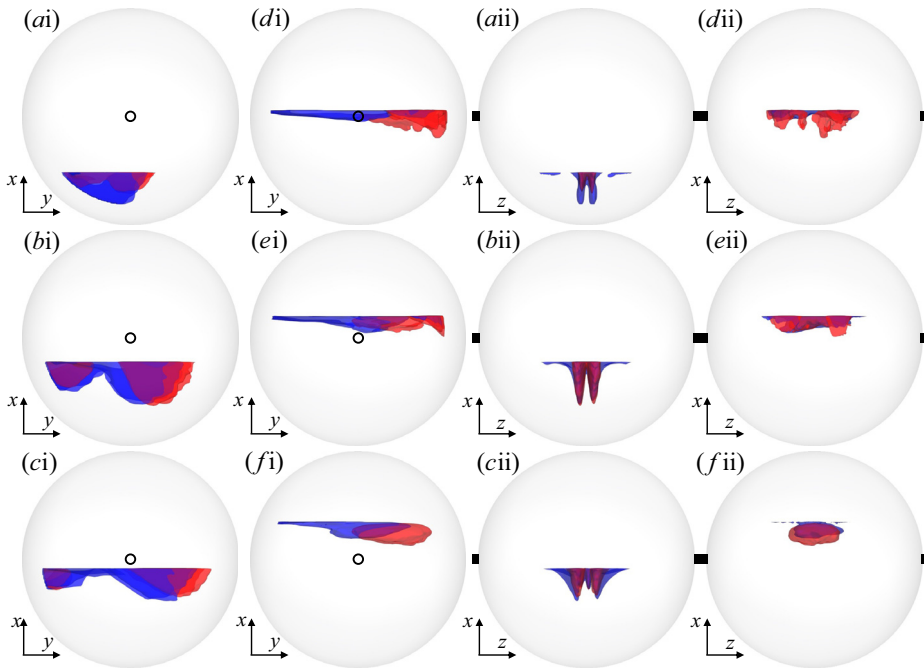 (ai) (di) (aii) (dii)
x y x y x z x z
(bi) (ei) (bii) (eii)
x y x y x z x z
(ci) (fi) (cii) (fii)
x y x y x z x z